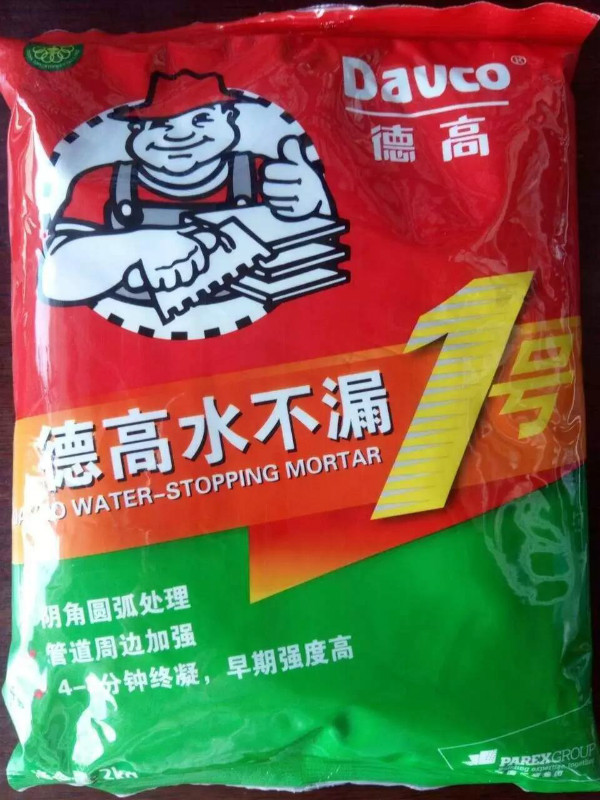 Davco®
德高
1号
德高水不漏
WATER-STOPPING MORTAR
阴角圆弧处理
管道周边加强
分钟终凝，早期强度高
PAREXGROUP
2kg